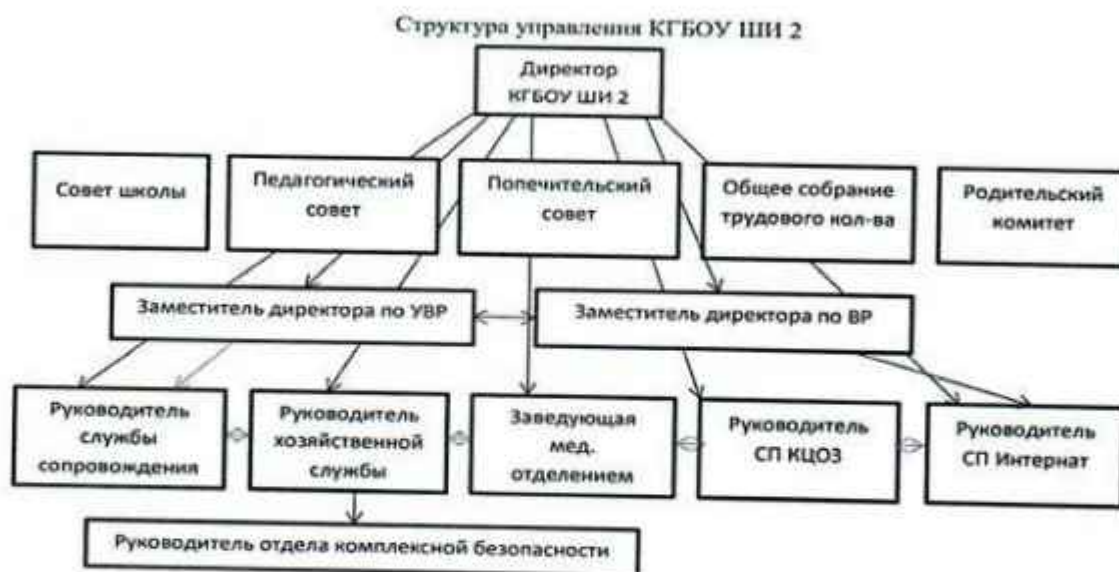 Структура управления КГБОУ ШИ 2
Директор
КГБОУ ШИ 2
Совет школы
Педагогический
совет
Попечительский
совет
Общее собрание
трудового кол-ва
Родительский
комитет
Заместитель директора по УВР
Заместитель директора по ВР
Руководитель
службы
сопровождения
Руководитель
хозяйственной
службы
Заведующая
мед.
отделением
Руководитель
СП КЦОЗ
Руководитель
СП Интернат
Руководитель отдела комплексной безопасности